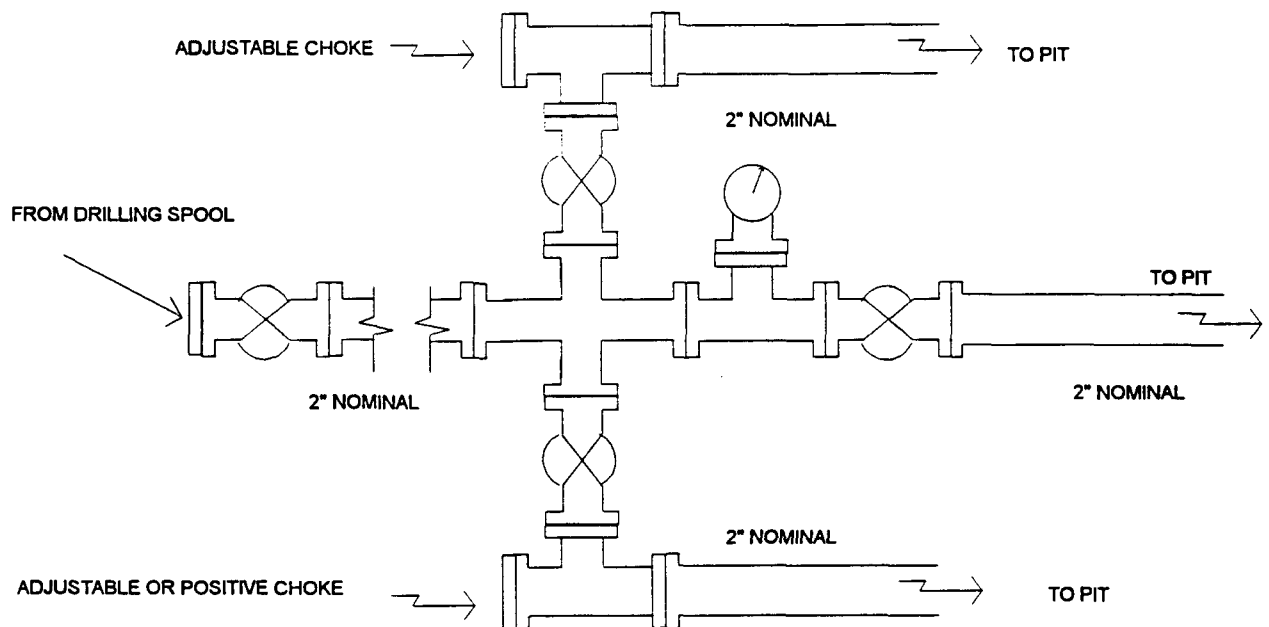 ADJUSTABLE CHOKE
TO PIT
2" NOMINAL
FROM DRILLING SPOOL
TO PIT
2" NOMINAL
2" NOMINAL
2" NOMINAL
ADJUSTABLE OR POSITIVE CHOKE
TO PIT